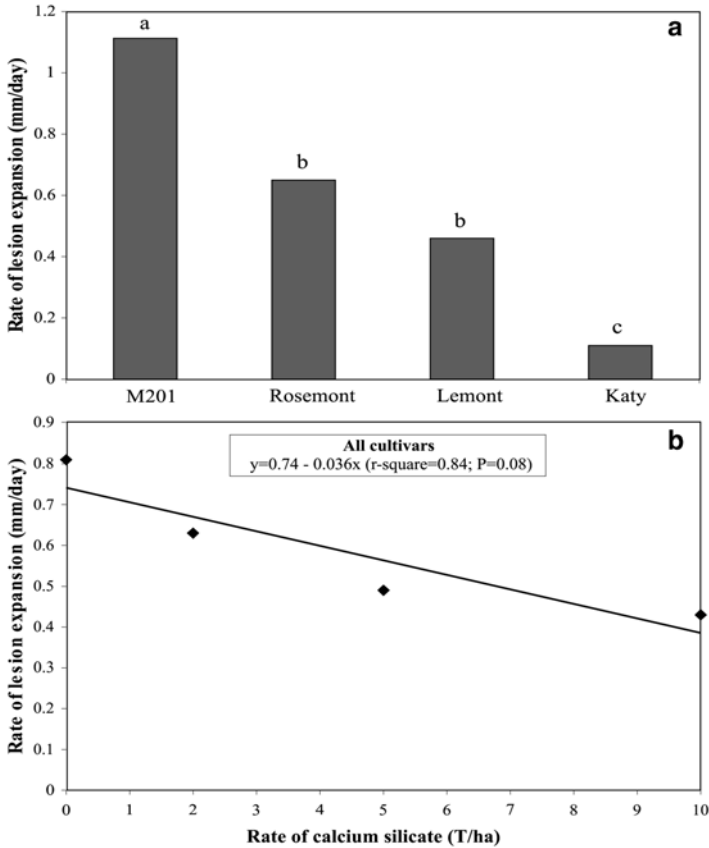 a
Rate of lesion expansion (mm/day)
1.2
1
0.8
0.6
0.4
0.2
0
a
b
b
c
M201 Rosemont Lemont Katy
b
Rate of lesion expansion (mm/day)
0.9
0.8
0.7
0.6
0.5
0.4
0.3
0.2
0.1
0
All cultivars
y=0.74 - 0.036x (r-square=0.84; P=0.08)
0 1 2 3 4 5 6 7 8 9 10
Rate of calcium silicate (T/ha)